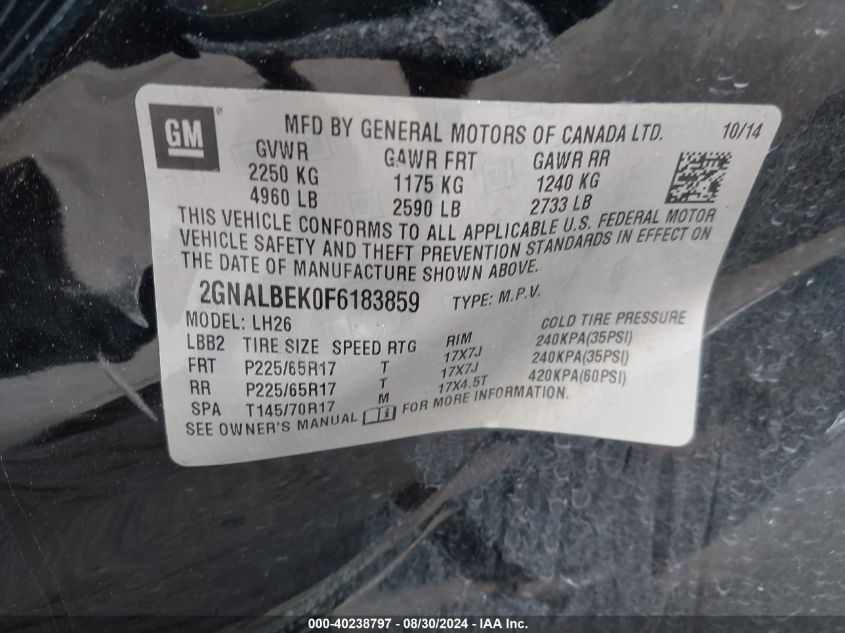 GM
MFD BY GENERAL MOTORS OF CANADA LTD. 10/14
GVWR GAWR FRT GAWR RR
2250 KG 1175 KG 1240 KG
4960 LB 2590 LB 2733 LB
THIS VEHICLE CONFORMS TO ALL APPLICABLE U.S. FEDERAL MOTOR
VEHICLE SAFETY AND THEFT PREVENTION STANDARDS IN EFFECT ON
THE DATE OF MANUFACTURE SHOWN ABOVE.
2GNALBEK0F6183859 TYPE: M.P.V.
MODEL: LH26
LBB2 TIRE SIZE SPEED RTG RIM COLD TIRE PRESSURE
FRT P225/65R17 T 17X7J 240KPA(35PSI)
RR P225/65R17 T 17X7J 240KPA(35PSI)
SPA T145/70R17 M 17X4.5T 420KPA(60PSI)
SEE OWNER'S MANUAL FOR MORE INFORMATION.
000-40238797 - 08/30/2024 - IAA Inc.